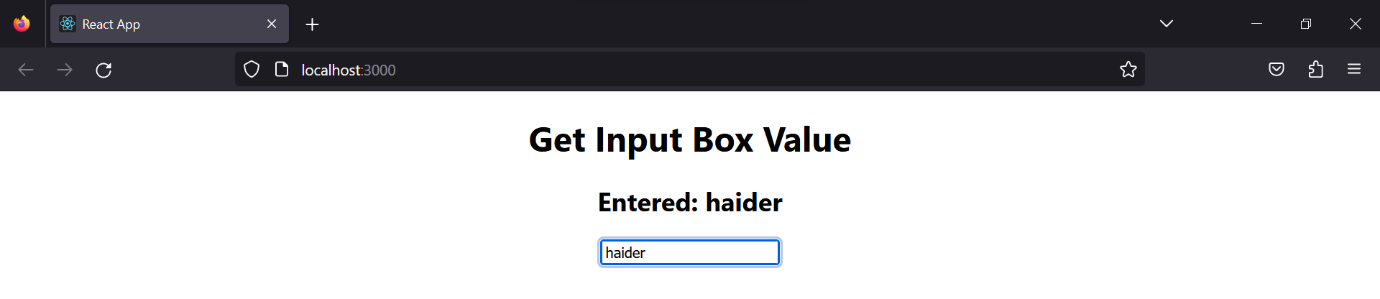 React App
localhost:3000
Get Input Box Value
Entered: haider
haider